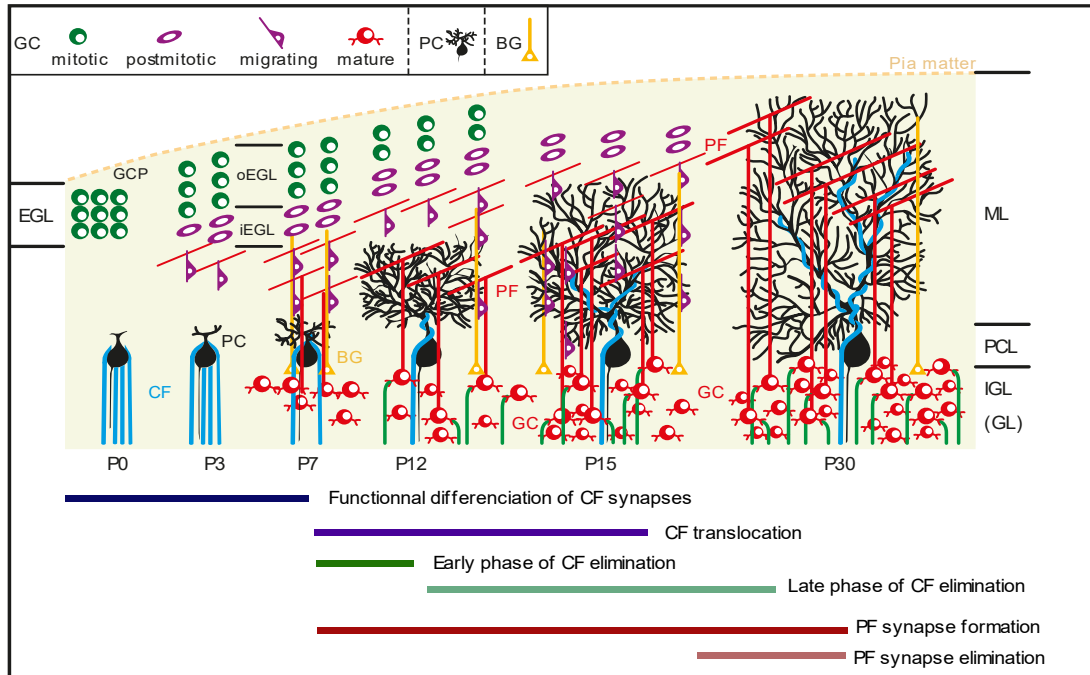 GC
mitotic
postmitotic
migrating
mature
PC
BG
Pia matter
GCP
oEGL
EGL
iEGL
PF
ML
PF
PC
BG
PCL
CF
IGL
GC
GC
(GL)
P0
P3
P7
P12
P15
P30
Functionnal differenciation of CF synapses
CF translocation
Early phase of CF elimination
Late phase of CF elimination
PF synapse formation
PF synapse elimination